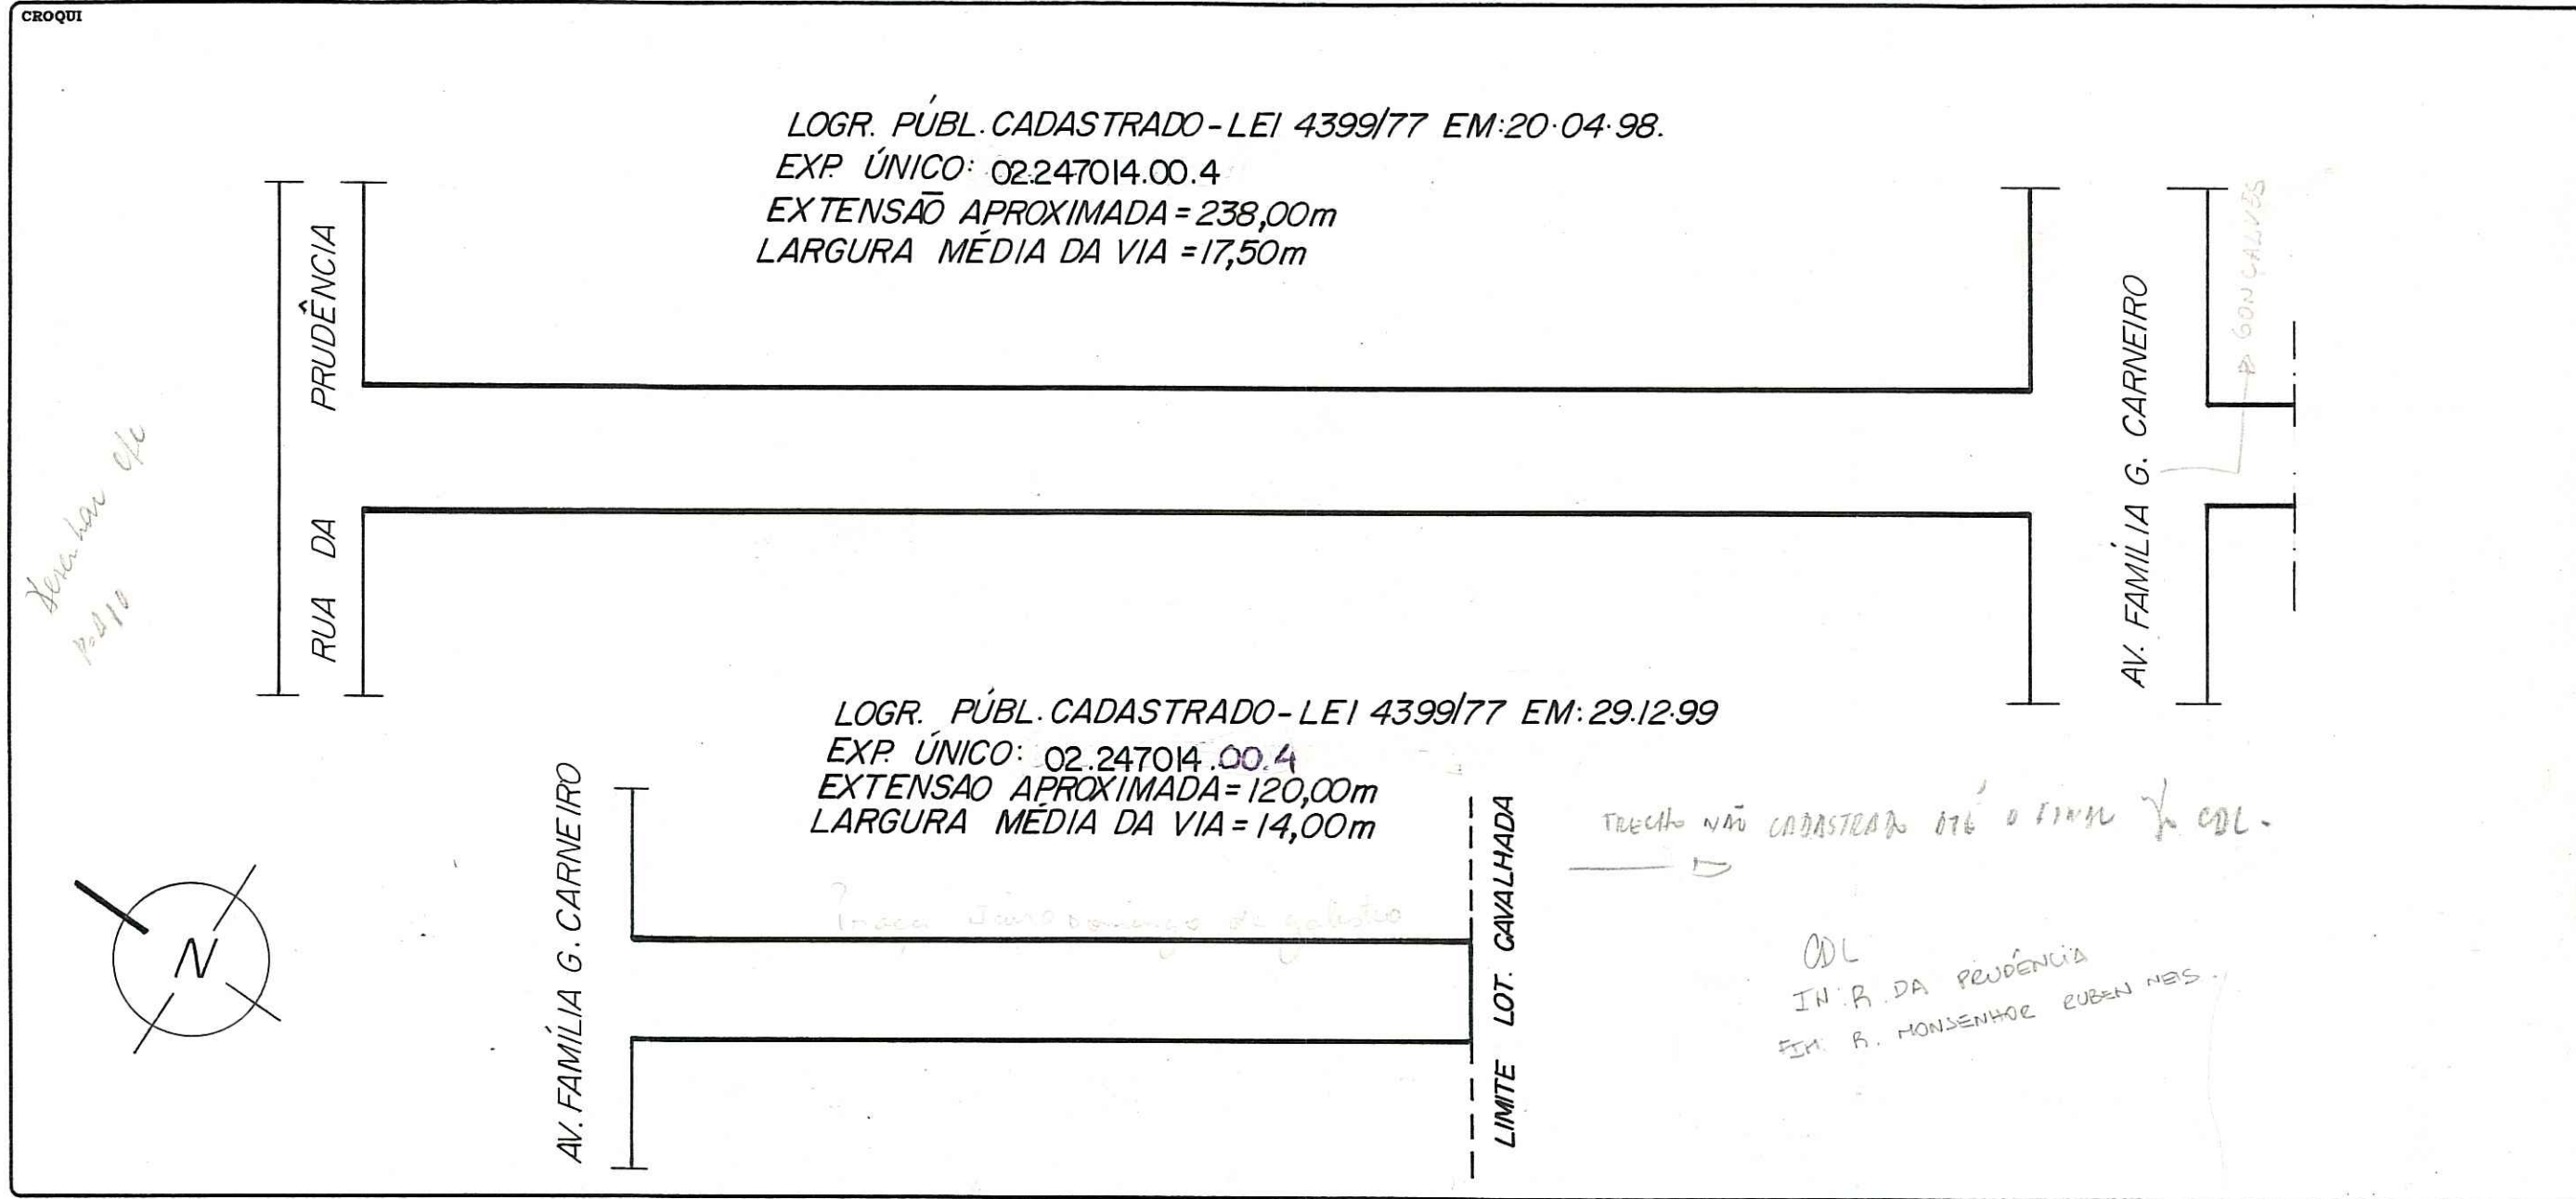 CROQUI
LOGR. PÚBL. CADASTRADO - LEI 4399/77 EM: 20.04.98.
EXP. ÚNICO: 02.247014.00.4
EXTENSÃO APROXIMADA = 238,00m
LARGURA MÉDIA DA VIA = 17,50m
RUA DA PRUDÊNCIA
AV. FAMÍLIA G. CARNEIRO
GONÇALVES
Desenhar
LOGR. PÚBL. CADASTRADO - LEI 4399/77 EM: 29.12.99
EXP. ÚNICO: 02.247014.00.4
EXTENSAO APROXIMADA = 120,00m
LARGURA MÉDIA DA VIA = 14,00m
AV. FAMÍLIA G. CARNEIRO
LIMITE LOT. CAVALHADA
TRECHO NÃO CADASTRADO ATÉ O FINAL CDL.
Praça
N
CDL
IN: R. DA PRUDÊNCIA
FIM: R. MONSENHOR RUBEN NEIS.